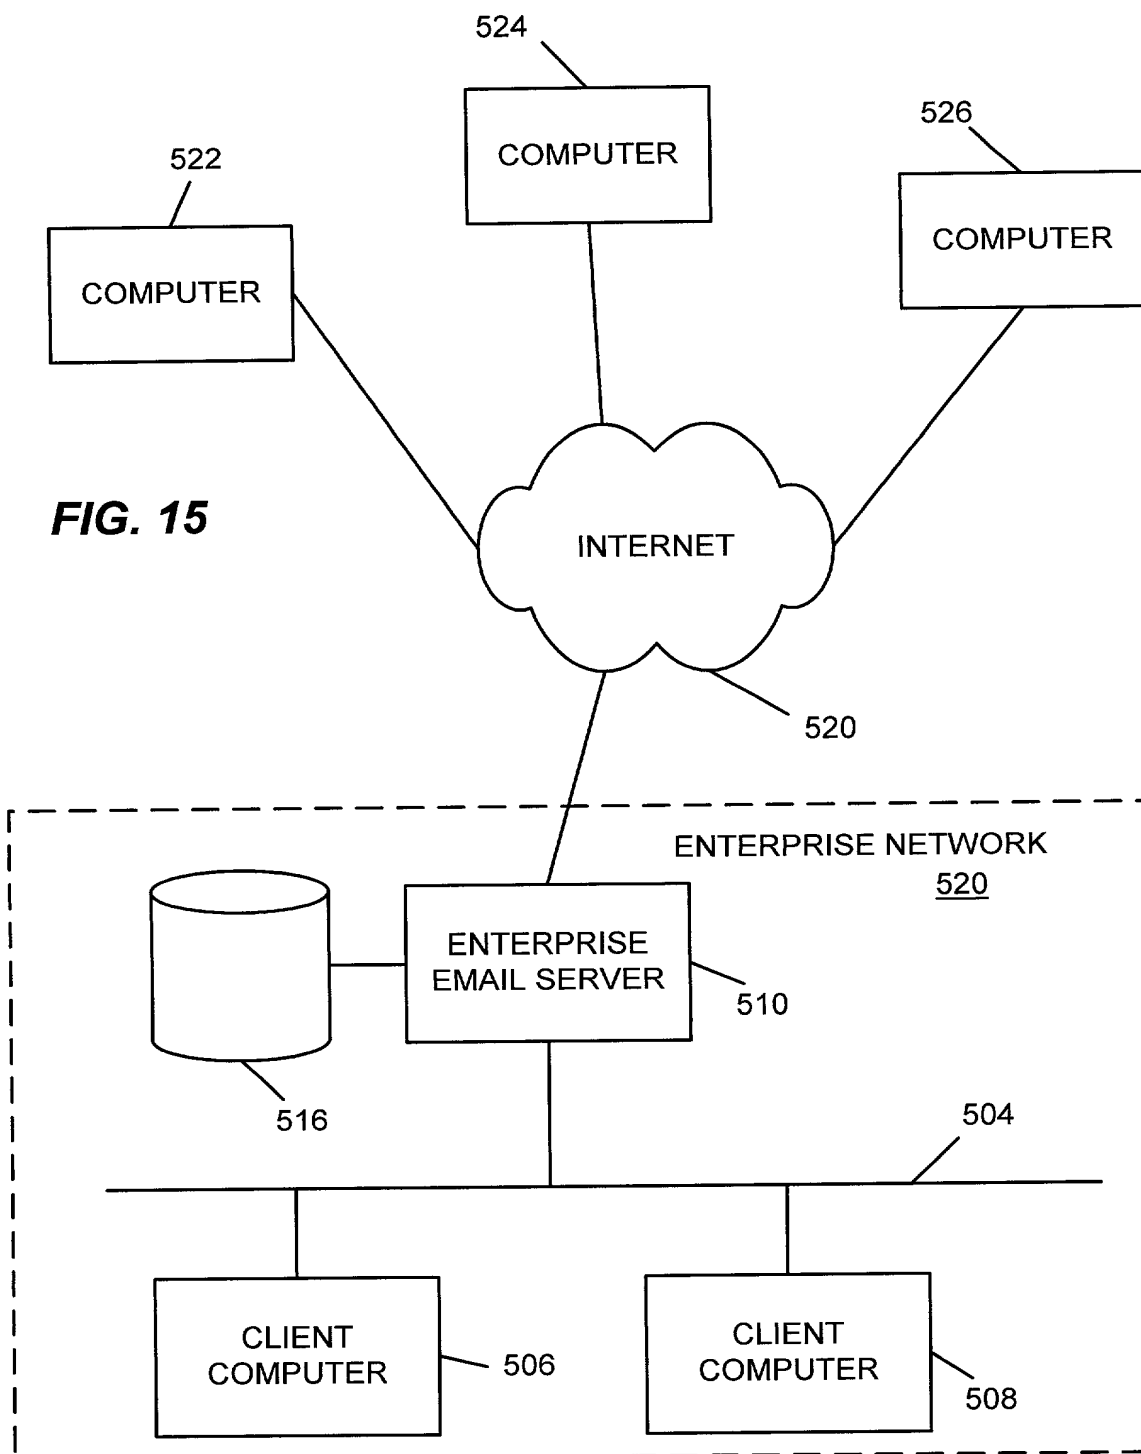 524
COMPUTER
526
COMPUTER
522
COMPUTER
FIG. 15
INTERNET
520
ENTERPRISE NETWORK
520
ENTERPRISE
EMAIL SERVER
510
516
504
CLIENT
COMPUTER
506
CLIENT
COMPUTER
508